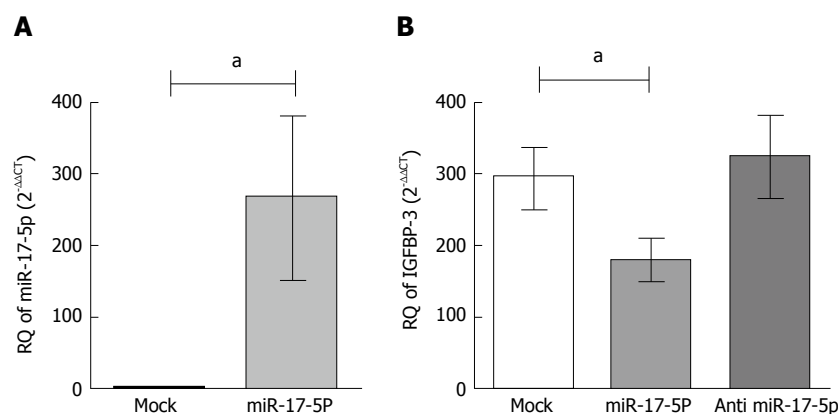 A
a
RQ of miR-17-5p (2-ΔΔCT)
400
300
200
100
0
Mock
miR-17-5P
B
a
RQ of IGFBP-3 (2-ΔΔCT)
400
300
200
100
0
Mock
miR-17-5P
Anti miR-17-5p